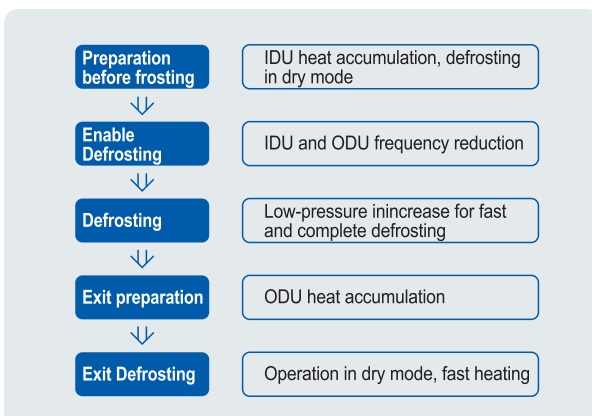 Preparation
before frosting
IDU heat accumulation, defrosting
in dry mode
Enable
Defrosting
IDU and ODU frequency reduction
Defrosting
Low-pressure inincrease for fast
and complete defrosting
Exit preparation
ODU heat accumulation
Exit Defrosting
Operation in dry mode, fast heating